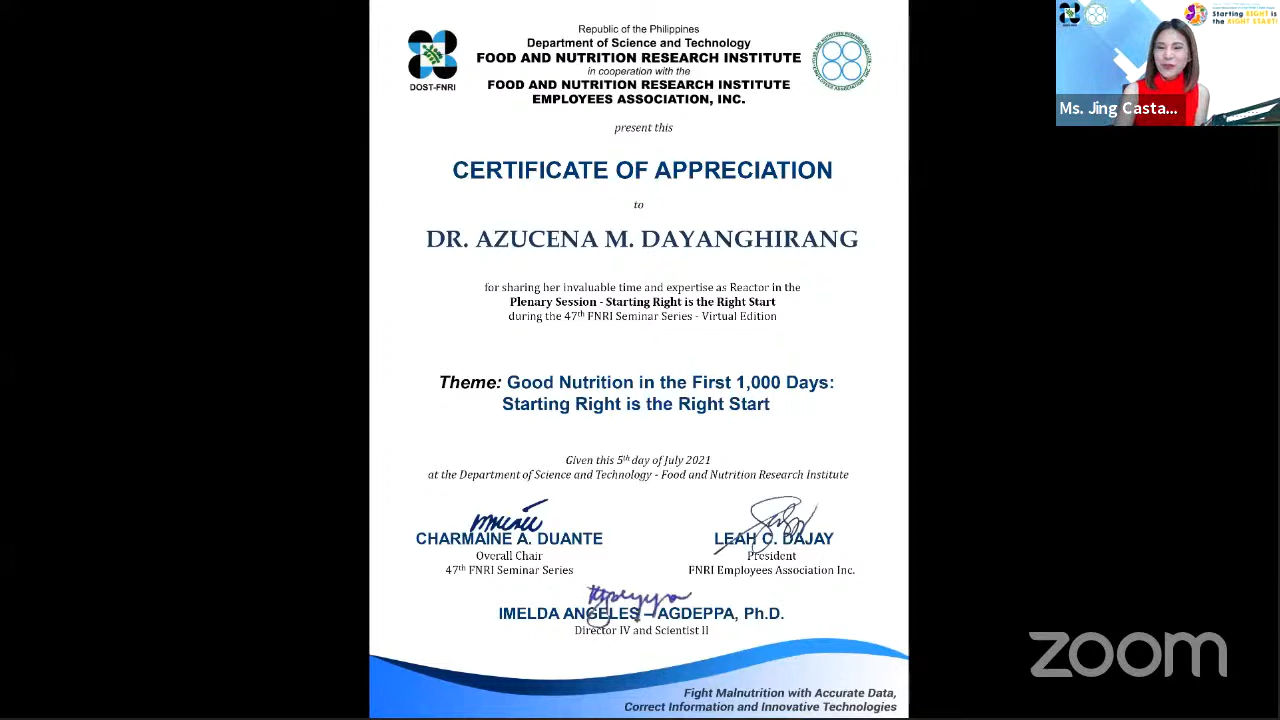 Republic of the Philippines
Department of Science and Technology
FOOD AND NUTRITION RESEARCH INSTITUTE
in cooperation with the
FOOD AND NUTRITION RESEARCH INSTITUTE
EMPLOYEES ASSOCIATION, INC.
DOST-FNRI
present this
CERTIFICATE OF APPRECIATION
to
DR. AZUCENA M. DAYANGHIRANG
for sharing her invaluable time and expertise as Reactor in the
Plenary Session - Starting Right is the Right Start
during the 47th FNRI Seminar Series - Virtual Edition
Theme: Good Nutrition in the First 1,000 Days:
Starting Right is the Right Start
Given this 5th day of July 2021
at the Department of Science and Technology - Food and Nutrition Research Institute
CHARMAINE A. DUANTE
Overall Chair
47th FNRI Seminar Series
LEAH C. DAJAY
President
FNRI Employees Association Inc.
IMELDA ANGELES – AGDEPPA, Ph.D.
Director IV and Scientist II
Fight Malnutrition with Accurate Data,
Correct Information and Innovative Technologies
Starting RIGHT is
the RIGHT START!
Ms. Jing Casta...
zoom